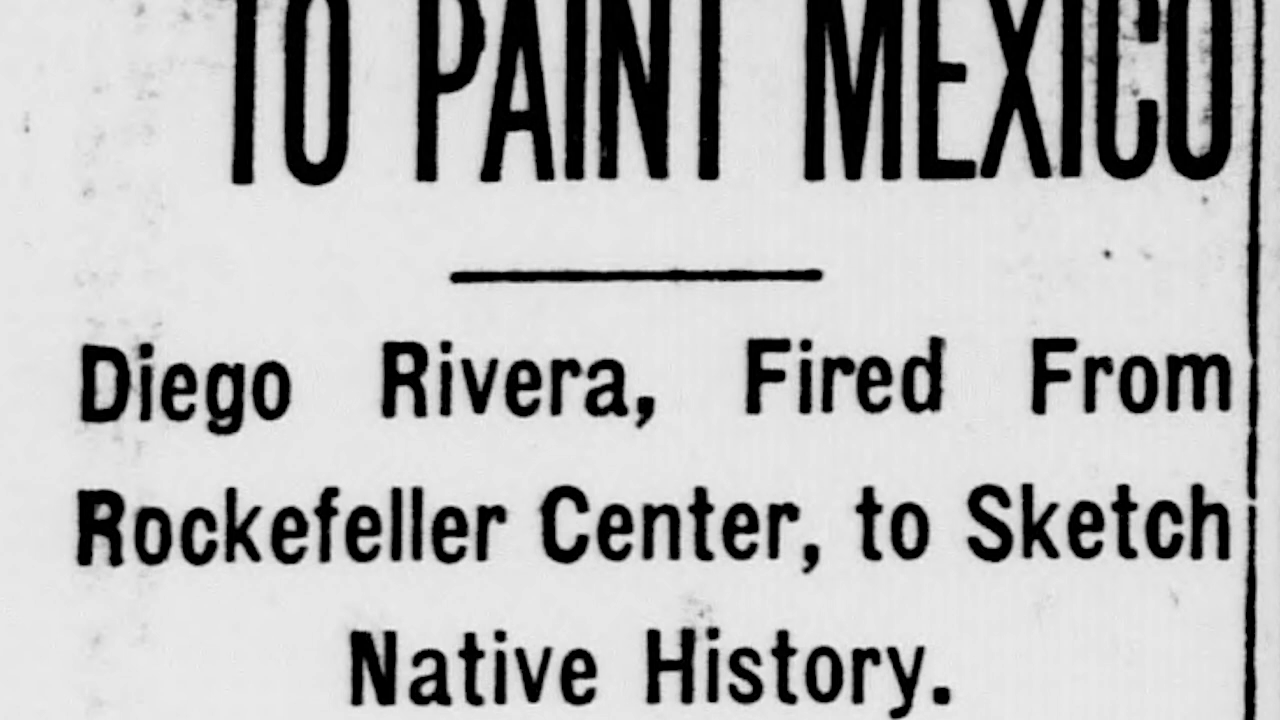 TO PAINT MEXICO
Diego Rivera, Fired From
Rockefeller Center, to Sketch
Native History.